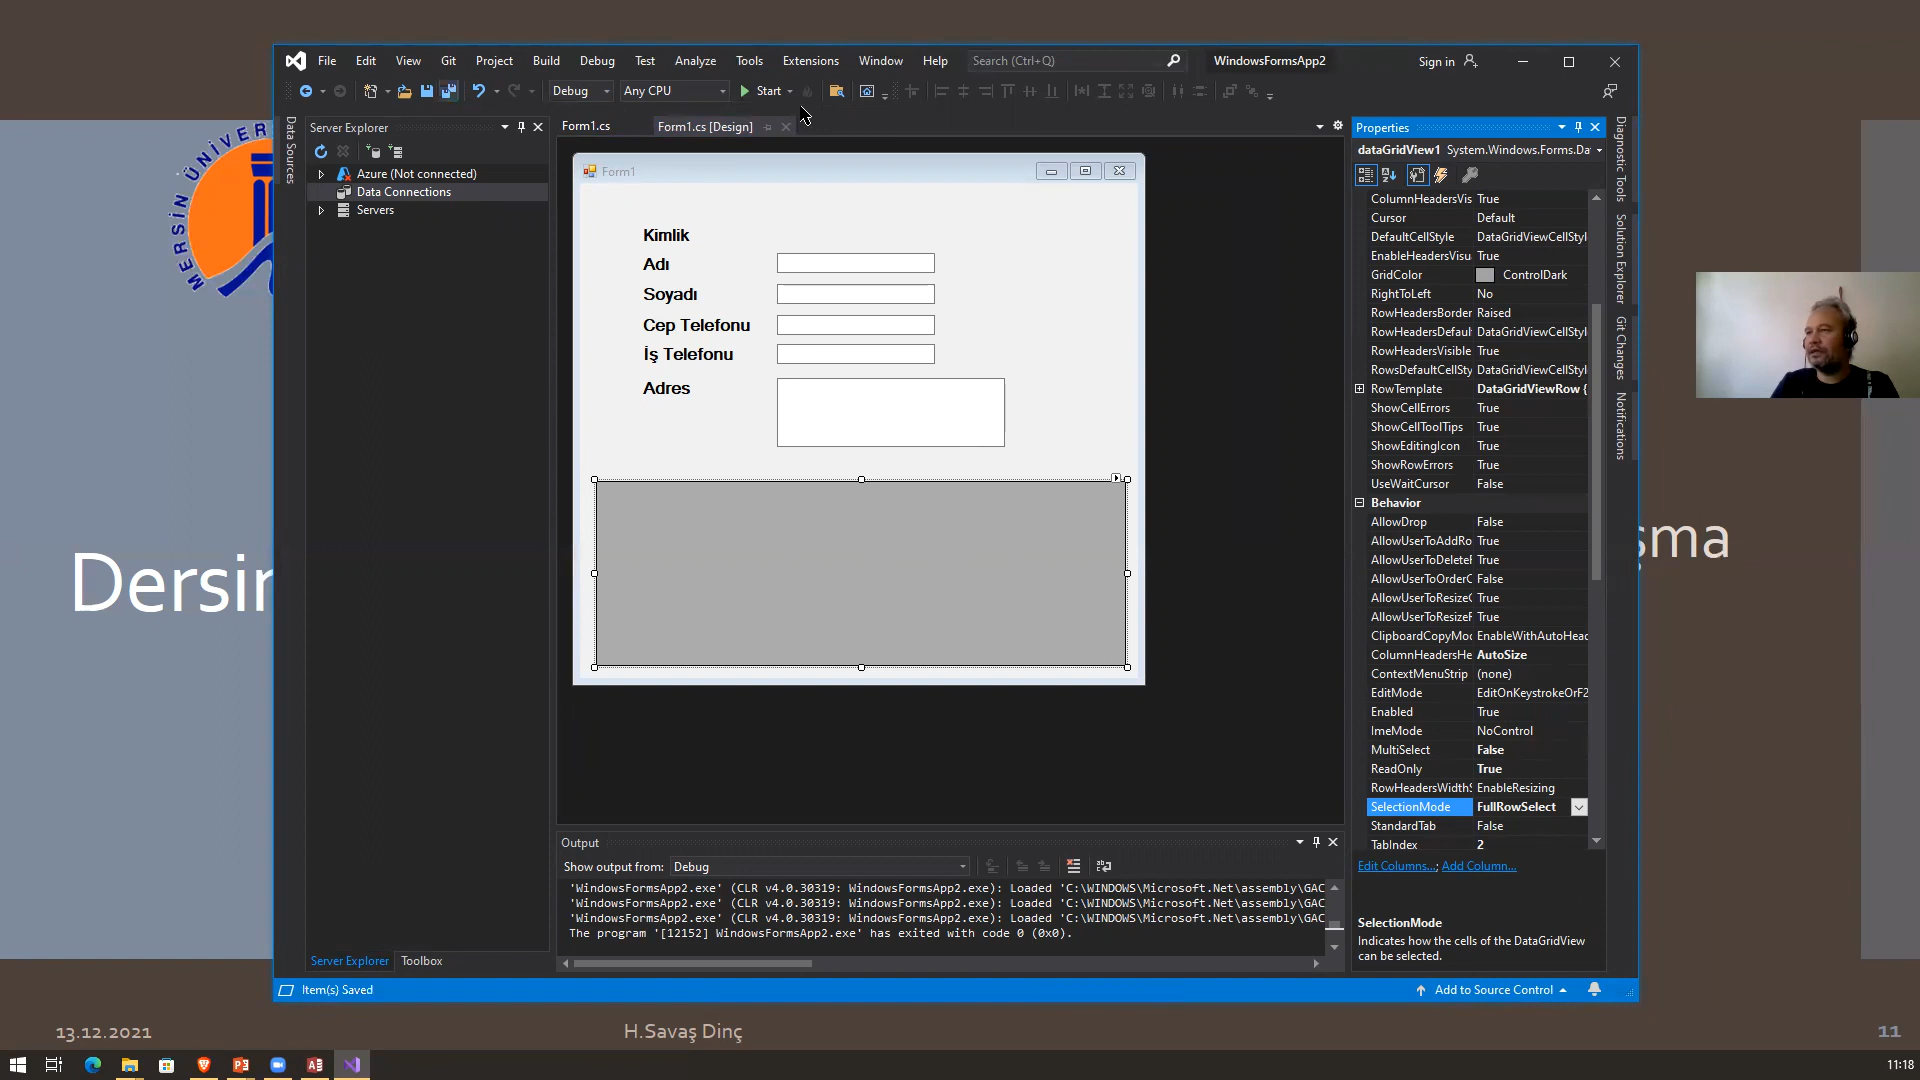 File Edit View Git Project Build Debug Test Analyze Tools Extensions Window Help Search (Ctrl+Q) WindowsFormsApp2 Sign in
Debug Any CPU Start
Data Sources
Server Explorer
Azure (Not connected)
Data Connections
Servers
Server Explorer Toolbox
Form1.cs Form1.cs [Design]
Form1
Kimlik
Adı
Soyadı
Cep Telefonu
İş Telefonu
Adres
Output
Show output from: Debug
'WindowsFormsApp2.exe' (CLR v4.0.30319: WindowsFormsApp2.exe): Loaded 'C:\WINDOWS\Microsoft.Net\assembly\GAC
'WindowsFormsApp2.exe' (CLR v4.0.30319: WindowsFormsApp2.exe): Loaded 'C:\WINDOWS\Microsoft.Net\assembly\GAC
'WindowsFormsApp2.exe' (CLR v4.0.30319: WindowsFormsApp2.exe): Loaded 'C:\WINDOWS\Microsoft.Net\assembly\GAC
The program '[12152] WindowsFormsApp2.exe' has exited with code 0 (0x0).
Properties
dataGridView1 System.Windows.Forms.Da
ColumnHeadersVis True
Cursor Default
DefaultCellStyle DataGridViewCellStyl
EnableHeadersVisu True
GridColor ControlDark
RightToLeft No
RowHeadersBorder Raised
RowHeadersDefaul DataGridViewCellStyl
RowHeadersVisible True
RowsDefaultCellSty DataGridViewCellStyl
RowTemplate DataGridViewRow {
ShowCellErrors True
ShowCellToolTips True
ShowEditingIcon True
ShowRowErrors True
UseWaitCursor False
Behavior
AllowDrop False
AllowUserToAddRo True
AllowUserToDeleteF True
AllowUserToOrderC False
AllowUserToResizeC True
AllowUserToResizeF True
ClipboardCopyMod EnableWithAutoHead
ColumnHeadersHe AutoSize
ContextMenuStrip (none)
EditMode EditOnKeystrokeOrF2
Enabled True
ImeMode NoControl
MultiSelect False
ReadOnly True
RowHeadersWidthS EnableResizing
SelectionMode FullRowSelect
StandardTab False
TabIndex 2
Edit Columns...; Add Column...
SelectionMode
Indicates how the cells of the DataGridView
can be selected.
Diagnostic Tools
Solution Explorer
Git Changes
Notifications
Item(s) Saved Add to Source Control
MERSİN ÜNİVER
Dersin
şma
13.12.2021 H.Savaş Dinç 11
11:18